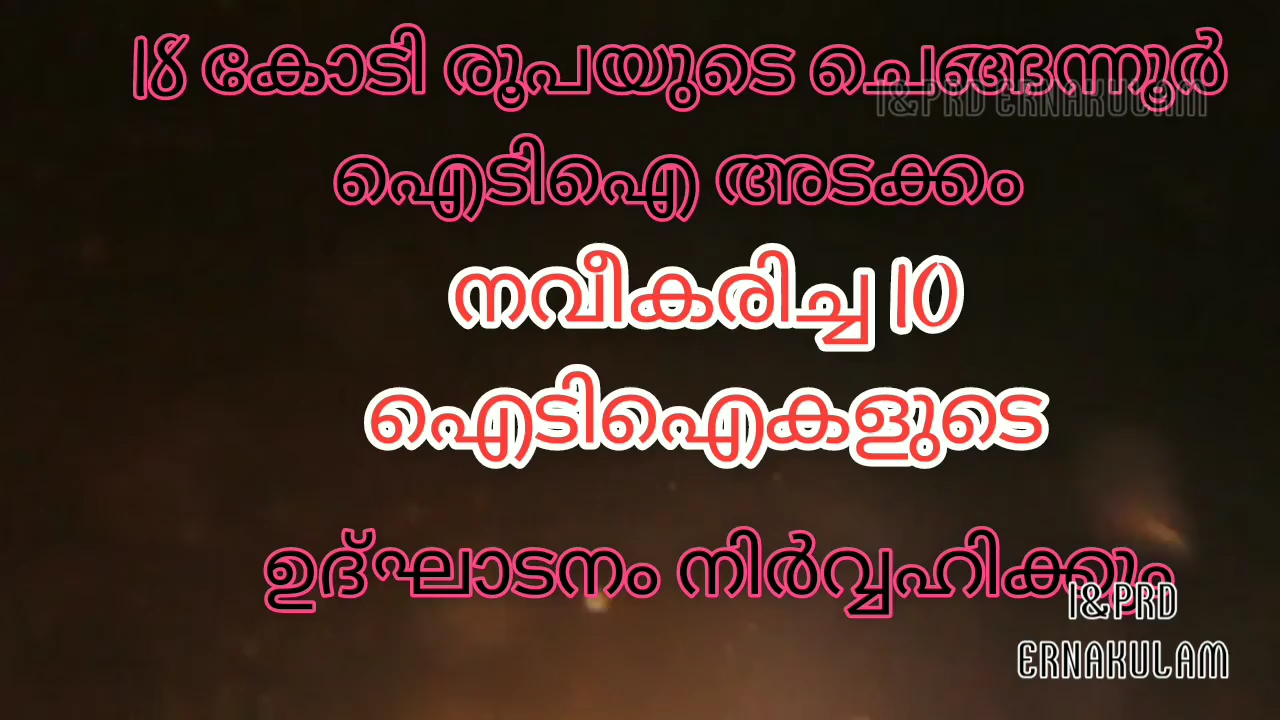 18 കോടി രൂപയുടെ ചെങ്ങന്നൂർ
I&PRD ERNAKULAM
ഐടിഐ അടക്കം
നവീകരിച്ച 10
ഐടിഐകളുടെ
ഉദ്ഘാടനം നിർവ്വഹിക്കും
I&PRD
ERNAKULAM